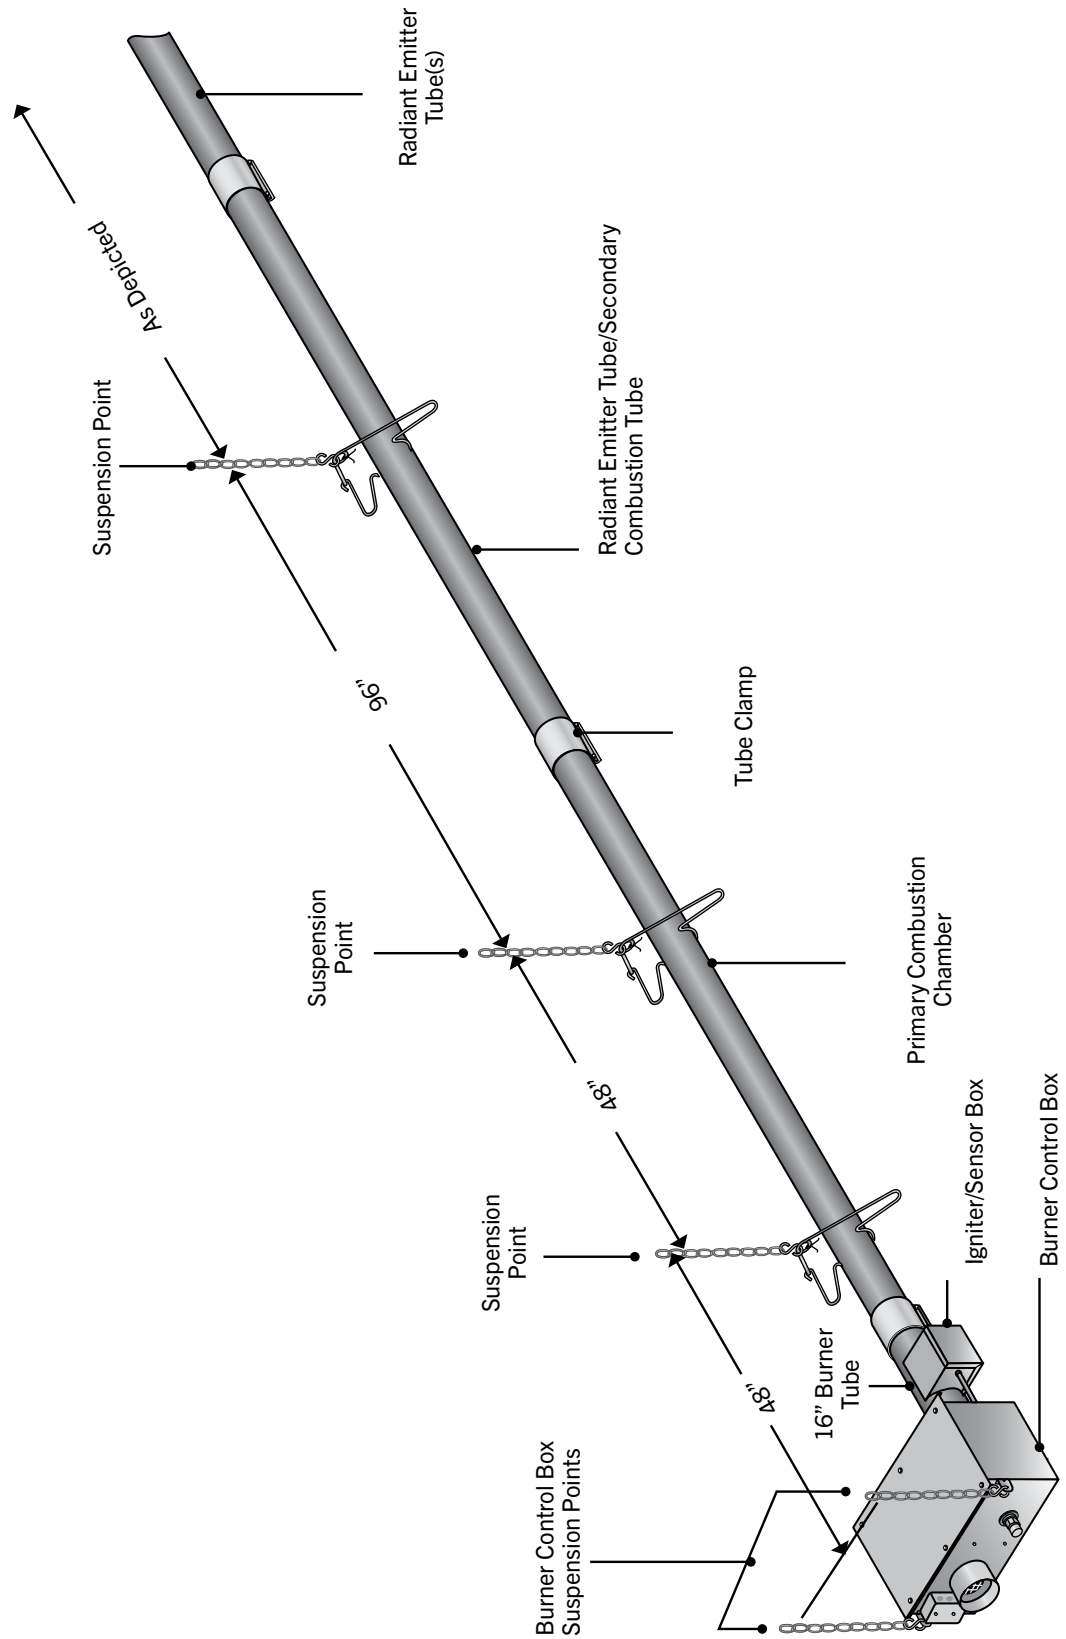 Radiant Emitter
Tube(s)
As Depicted
Suspension Point
Radiant Emitter Tube/Secondary
Combustion Tube
96”
Tube Clamp
Suspension
Point
Primary Combustion
Chamber
48”
Suspension
Point
Igniter/Sensor Box
Burner Control Box
48”
16” Burner
Tube
Burner Control Box
Suspension Points